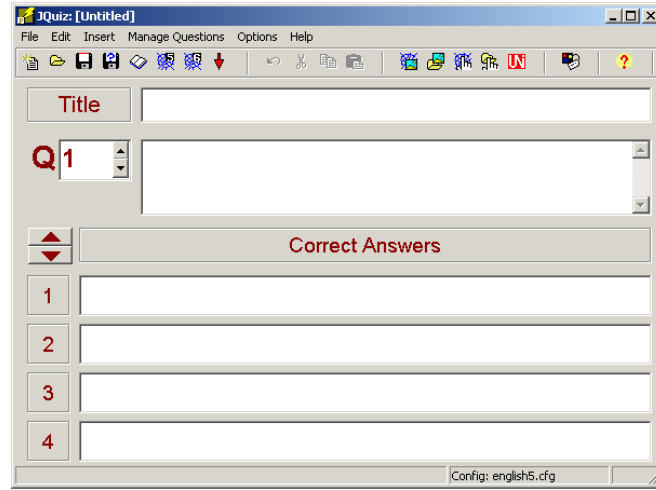 JQuiz: [Untitled]
File Edit Insert Manage Questions Options Help
Title
Q 1
Correct Answers
1
2
3
4
Config: english5.cfg